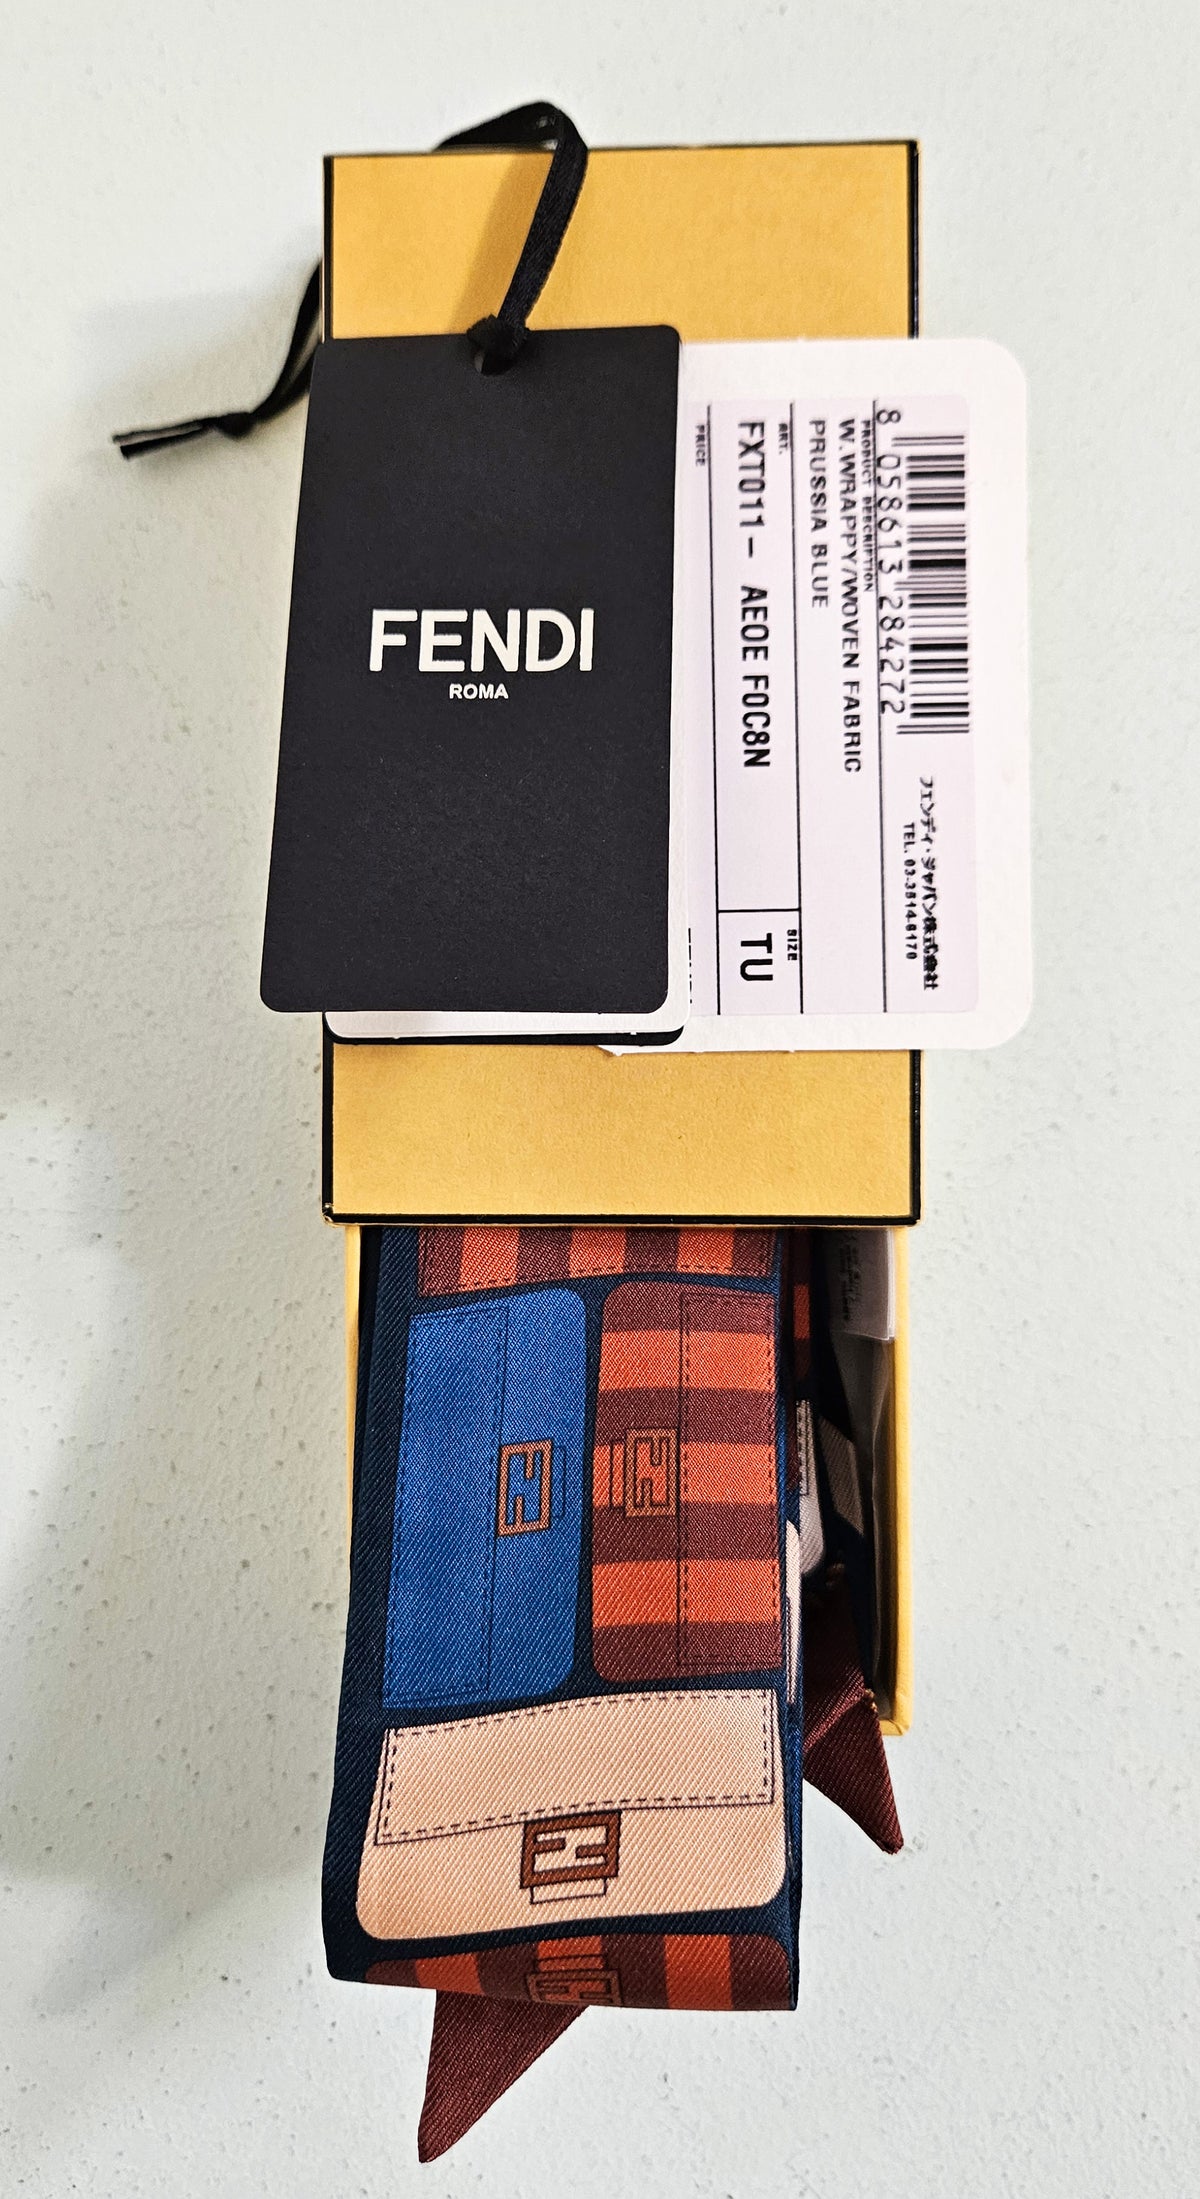 FENDI
ROMA
8 058613 284272
フェンディ・ジャパン株式会社
TEL. 03-3514-6170
PRODUCT DESCRIPTION
W.WRAPPY/WOVEN FABRIC
PRUSSIA BLUE
ART.
FXT011- AEOE F0C8N
SIZE
TU
PRICE